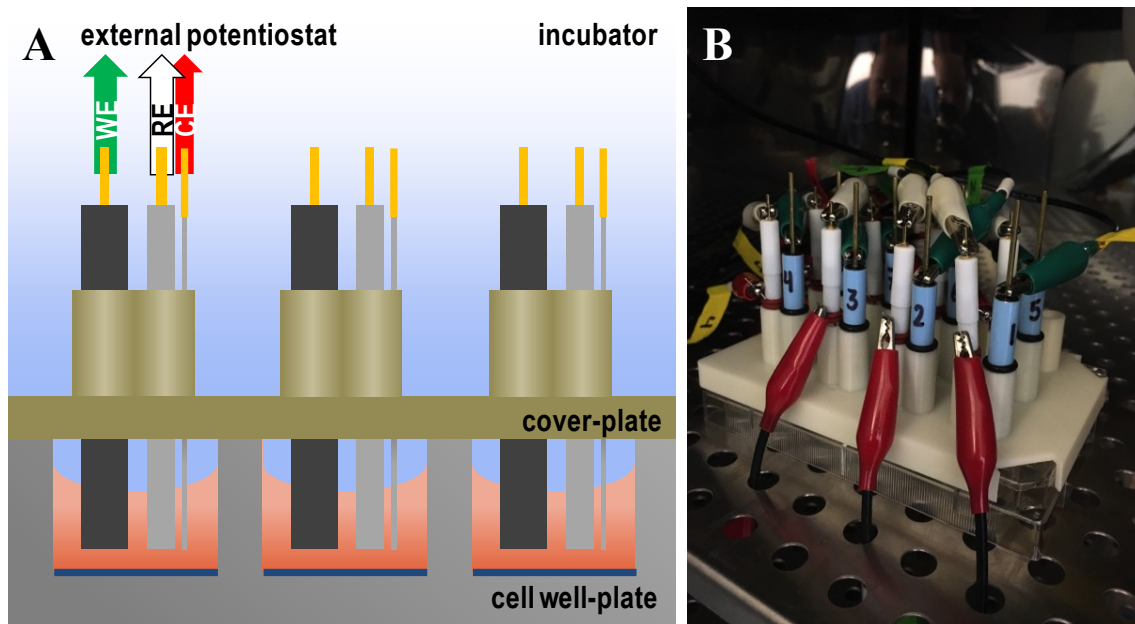 A
external potentiostat
incubator
WE
RE
CE
cover-plate
cell well-plate
B
4
3
2
1
5